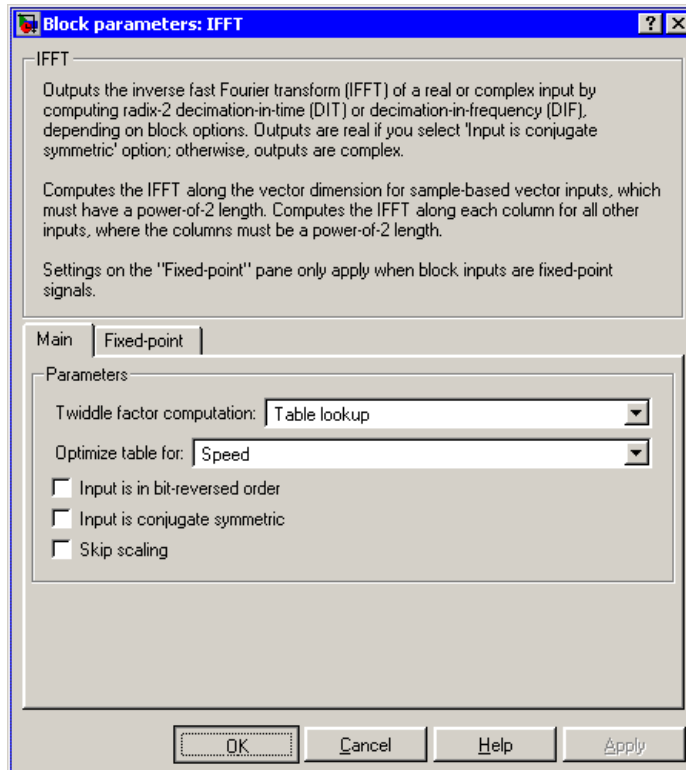 Block parameters: IFFT
IFFT
Outputs the inverse fast Fourier transform (IFFT) of a real or complex input by
computing radix-2 decimation-in-time (DIT) or decimation-in-frequency (DIF),
depending on block options. Outputs are real if you select 'Input is conjugate
symmetric' option; otherwise, outputs are complex.
Computes the IFFT along the vector dimension for sample-based vector inputs, which
must have a power-of-2 length. Computes the IFFT along each column for all other
inputs, where the columns must be a power-of-2 length.
Settings on the "Fixed-point" pane only apply when block inputs are fixed-point
signals.
Main Fixed-point
Parameters
Twiddle factor computation: Table lookup
Optimize table for: Speed
Input is in bit-reversed order
Input is conjugate symmetric
Skip scaling
OK Cancel Help Apply